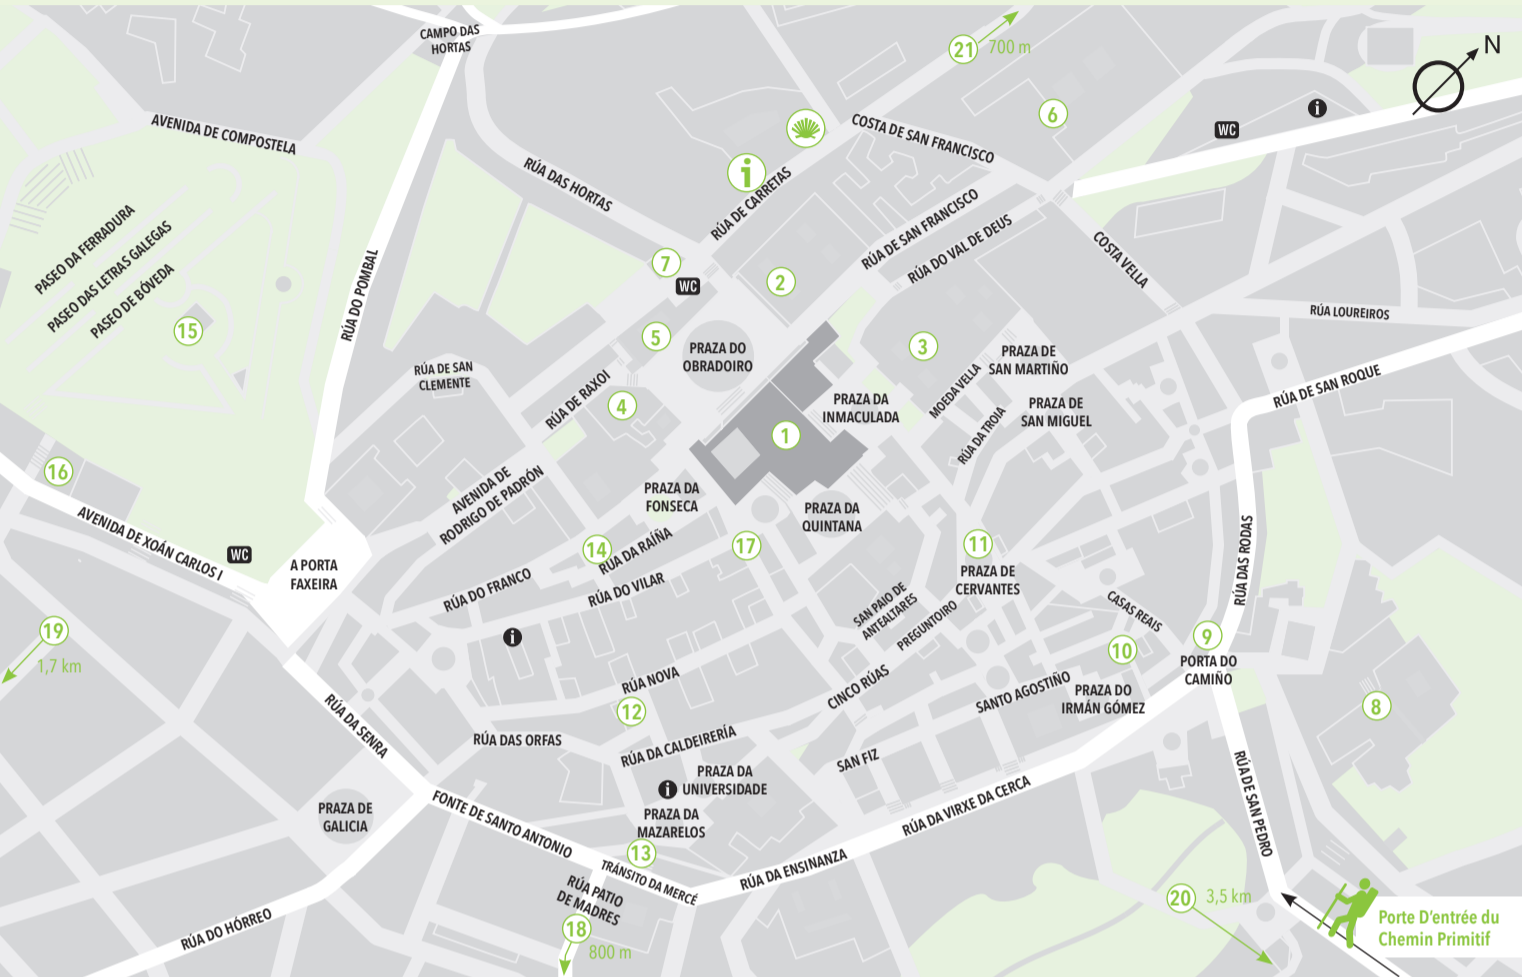 CAMPO DAS
HORTAS
21
700 m
N
6
WC
i
AVENIDA DE COMPOSTELA
COSTA DE SAN FRANCISCO
i
RÚA DAS HORTAS
RÚA DE CARRETAS
PASEO DA FERRADURA
PASEO DAS LETRAS GALEGAS
PASEO DE BÓVEDA
15
RÚA DO POMBAL
7
WC
2
RÚA DE SAN FRANCISCO
RÚA DO VAL DE DEUS
COSTA VELLA
RÚA LOUREIROS
5
PRAZA DO
OBRADOIRO
3
PRAZA DE
SAN MARTIÑO
RÚA DE SAN
CLEMENTE
RÚA DE RAXOI
4
MOEDA VELLA
PRAZA DA
INMACULADA
PRAZA DE
SAN MIGUEL
RÚA DE SAN ROQUE
1
RÚA DA TROIA
16
AVENIDA DE
RODRIGO DE PADRÓN
PRAZA DA
FONSECA
PRAZA DA
QUINTANA
AVENIDA DE XOÁN CARLOS I
WC
A PORTA
FAXEIRA
14
RÚA DA RAÍÑA
17
11
PRAZA DE
CERVANTES
RÚA DAS RODAS
RÚA DO FRANCO
RÚA DO VILAR
SAN PAIO DE
ANTEALTARES
PREGUNTOIRO
CASAS REAIS
19
1,7 km
i
9
PORTA DO
CAMIÑO
10
RÚA NOVA
12
CINCO RÚAS
SANTO AGOSTIÑO
PRAZA DO
IRMÁN GÓMEZ
8
RÚA DA SENRA
RÚA DAS ORFAS
RÚA DA CALDEIRERÍA
SAN FIZ
i
PRAZA DA
UNIVERSIDADE
RÚA DE SAN PEDRO
PRAZA DE
GALICIA
FONTE DE SANTO ANTONIO
PRAZA DA
MAZARELOS
RÚA DA VIRXE DA CERCA
13
TRÁNSITO DA MERCÉ
RÚA DA ENSINANZA
RÚA PATIO
DE MADRES
20
3,5 km
Porte D'entrée du
Chemin Primitif
RÚA DO HÓRREO
18
800 m